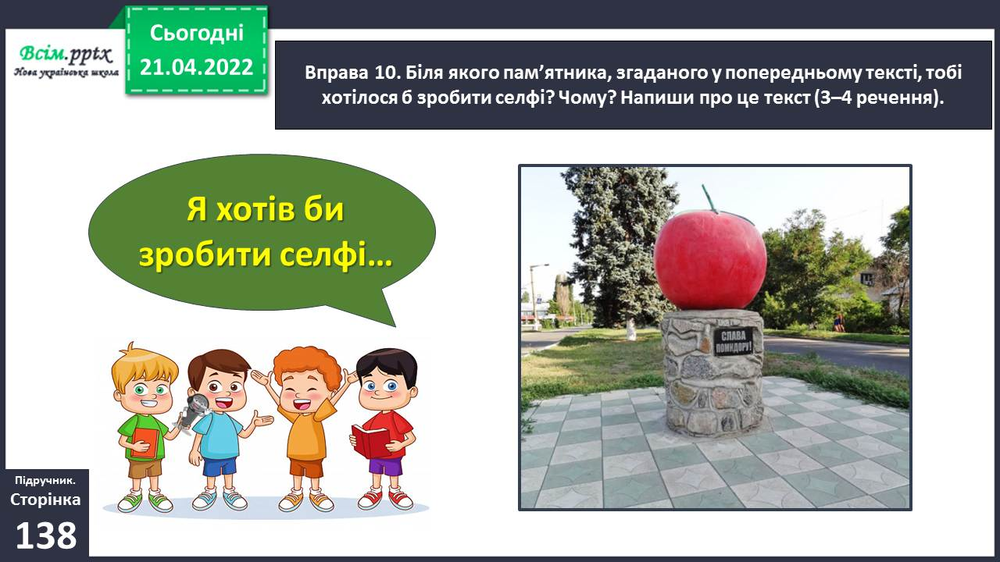 Всім.pptx
Нова українська школа
Сьогодні
21.04.2022
Вправа 10. Біля якого пам’ятника, згаданого у попередньому тексті, тобі
хотілося б зробити селфі? Чому? Напиши про це текст (3–4 речення).
Я хотів би
зробити селфі…
СЛАВА
ПОМИДОРУ!
Підручник.
Сторінка
138